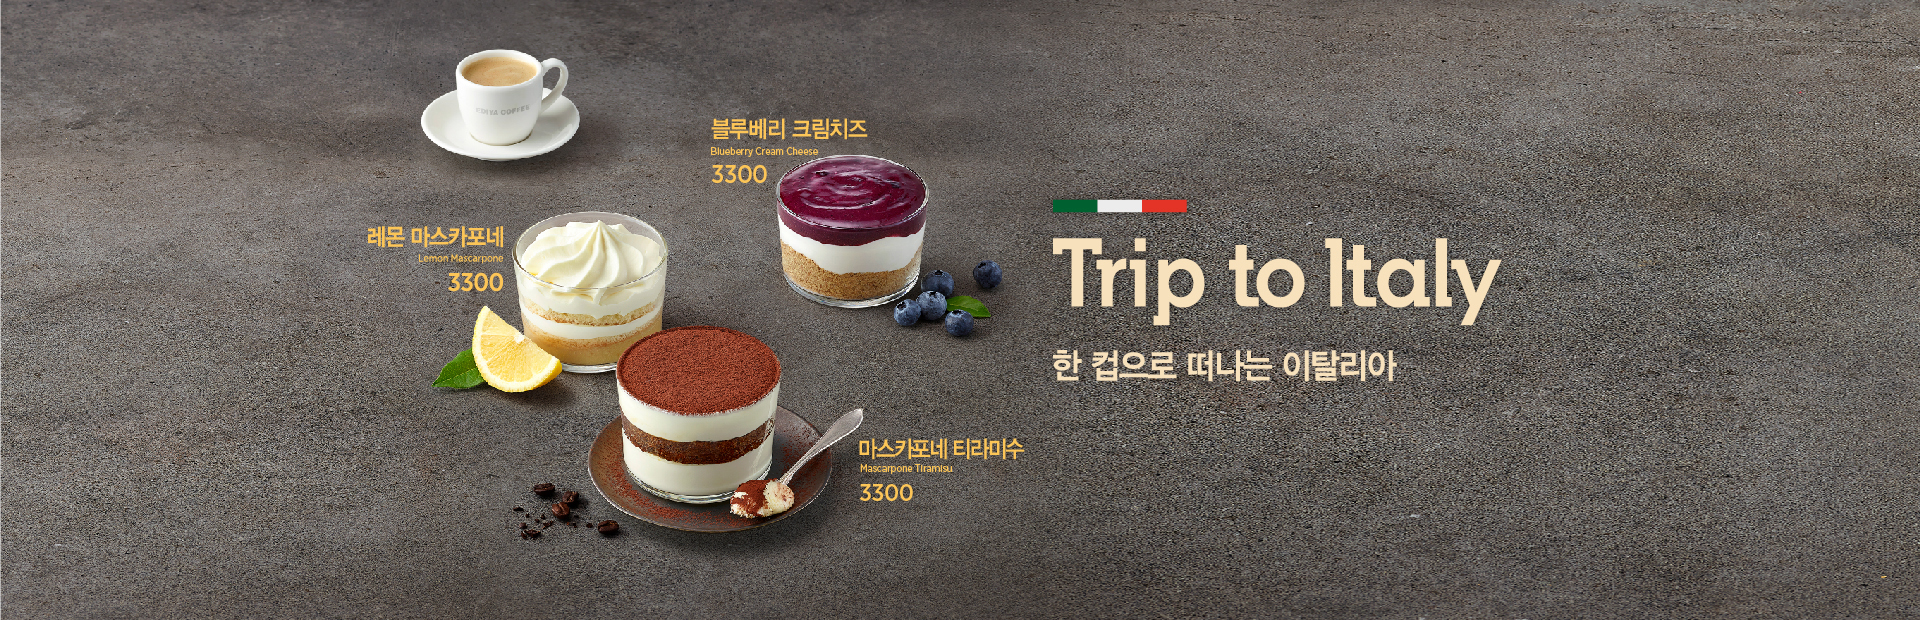 EDIYA COFFEE
블루베리 크림치즈
Blueberry Cream Cheese
3300
레몬 마스카포네
Lemon Mascarpone
3300
마스카포네 티라미수
Mascarpone Tiramisu
3300
Trip to Italy
한 컵으로 떠나는 이탈리아